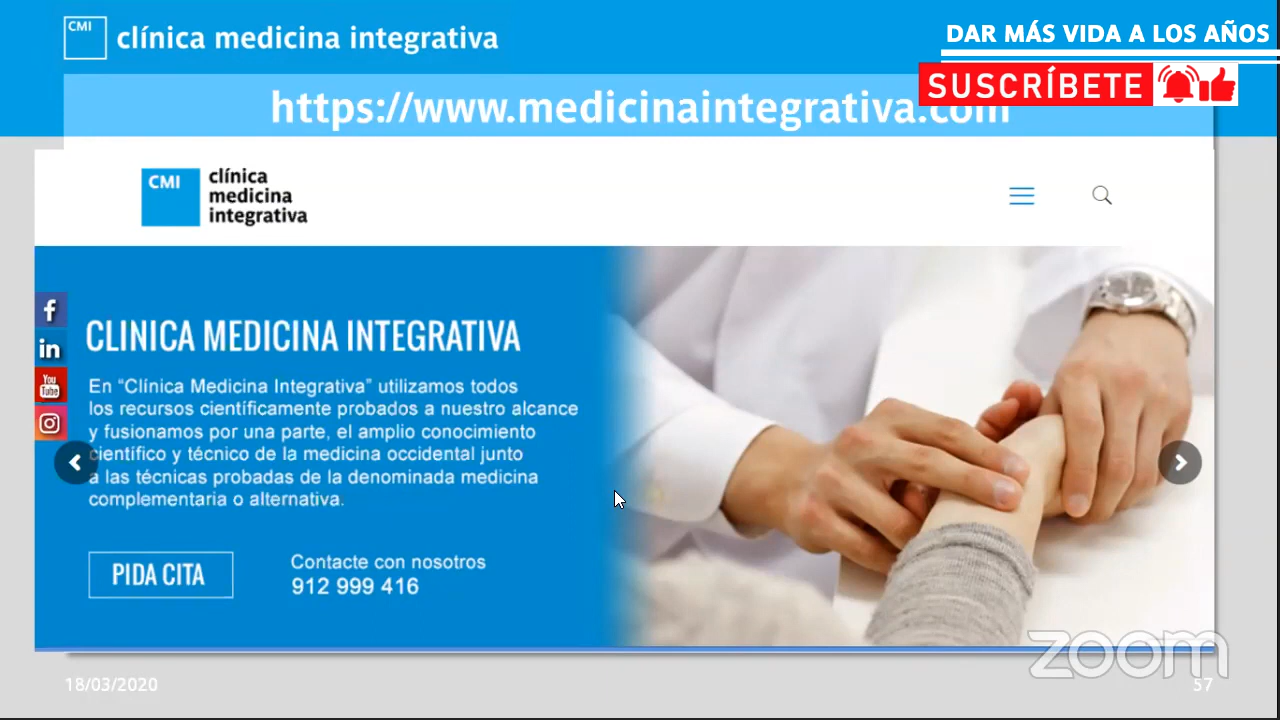 CMI
clínica medicina integrativa
DAR MÁS VIDA A LOS AÑOS
SUSCRÍBETE
https://www.medicinaintegrativa.com
CMI
clínica
medicina
integrativa
f
in
You
Tube
CLINICA MEDICINA INTEGRATIVA
En “Clínica Medicina Integrativa” utilizamos todos
los recursos científicamente probados a nuestro alcance
y fusionamos por una parte, el amplio conocimiento
científico y técnico de la medicina occidental junto
a las técnicas probadas de la denominada medicina
complementaria o alternativa.
PIDA CITA
Contacte con nosotros
912 999 416
zoom
18/03/2020
57